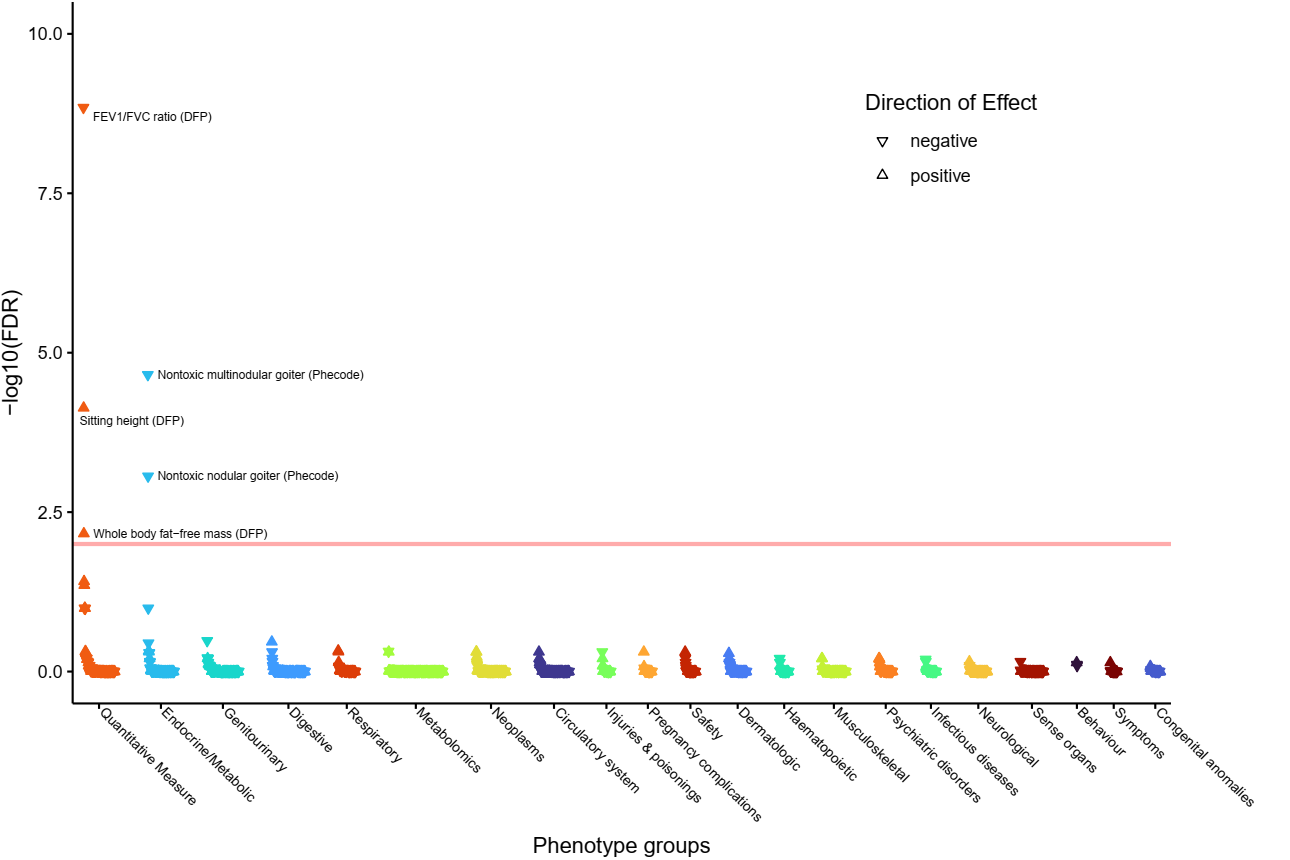 10.0
7.5
5.0
2.5
0.0
−log10(FDR)
FEV1/FVC ratio (DFP)
Nontoxic multinodular goiter (Phecode)
Sitting height (DFP)
Nontoxic nodular goiter (Phecode)
Whole body fat−free mass (DFP)
Direction of Effect
negative
positive
Quantitative Measure
Endocrine/Metabolic
Genitourinary
Digestive
Respiratory
Metabolomics
Neoplasms
Circulatory system
Injuries & poisonings
Pregnancy complications
Safety
Dermatologic
Haematopoietic
Musculoskeletal
Psychiatric disorders
Infectious diseases
Neurological
Sense organs
Behaviour
Symptoms
Congenital anomalies
Phenotype groups